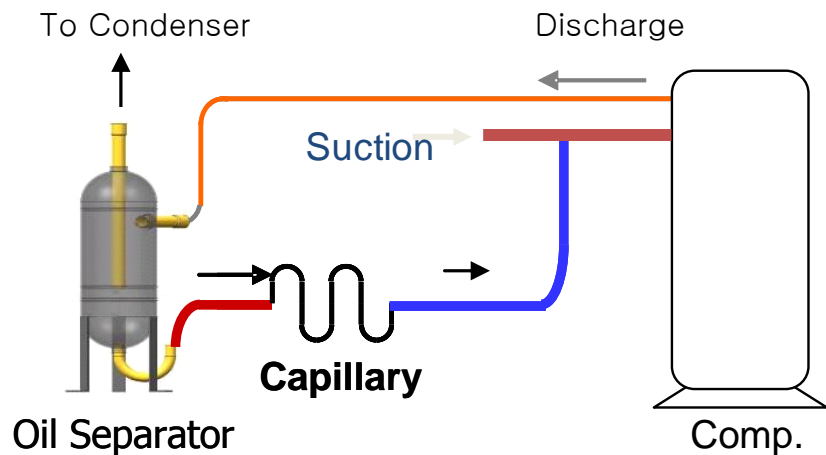 To Condenser
Discharge
Suction
Capillary
Oil Separator
Comp.